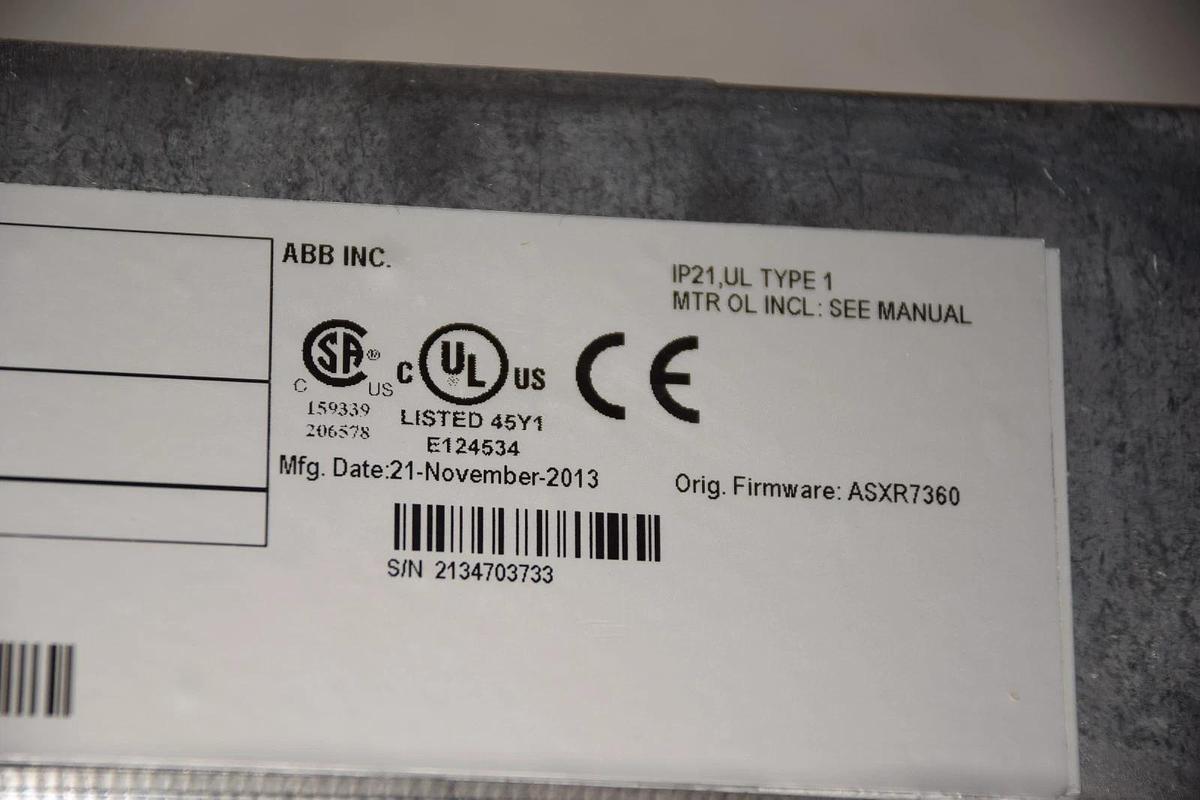 ABB INC.
IP21,UL TYPE 1
MTR OL INCL: SEE MANUAL
SA ®
C US
159339
206578
C UL ® US
LISTED 45Y1
E124534
CE
Mfg. Date:21-November-2013
Orig. Firmware: ASXR7360
S/N 2134703733